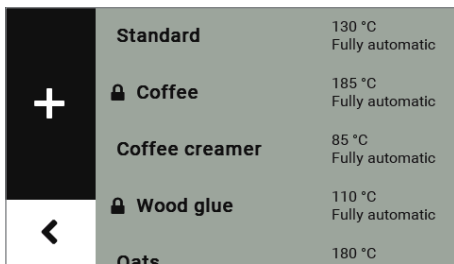 Standard
130 °C
Fully automatic
Coffee
185 °C
Fully automatic
Coffee creamer
85 °C
Fully automatic
Wood glue
110 °C
Fully automatic
Oats
180 °C